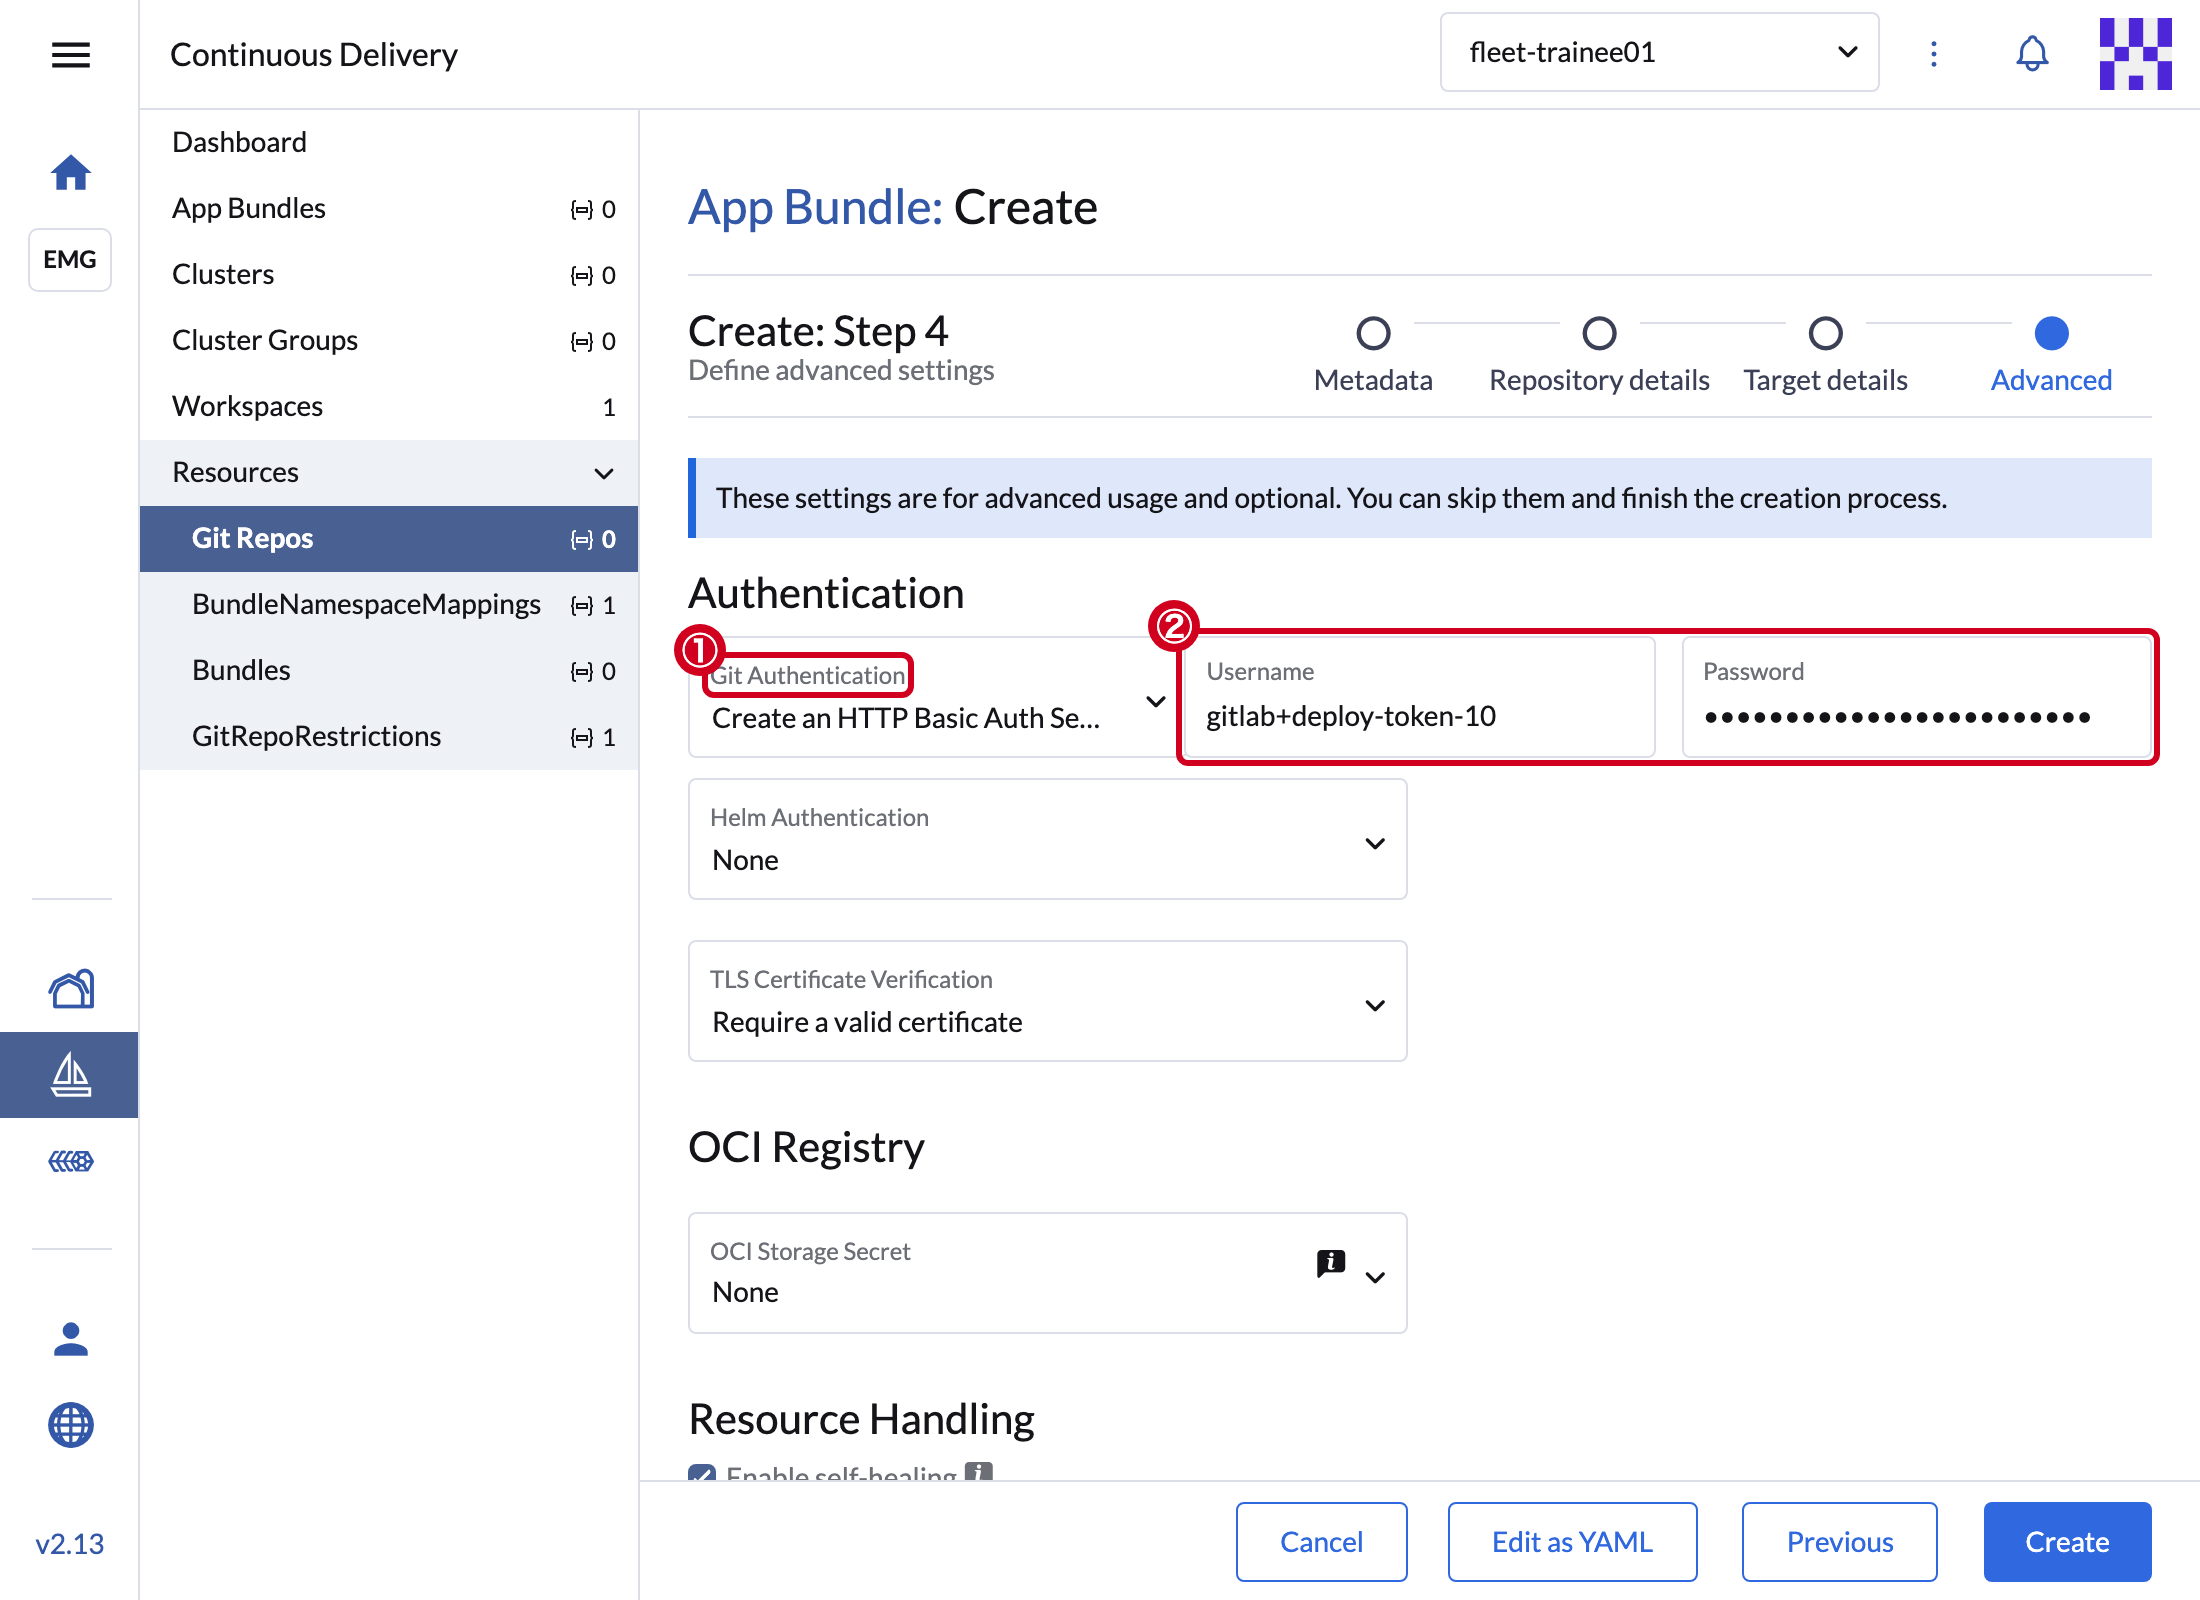 Continuous Delivery
fleet-trainee01
EMG
v2.13
Dashboard
App Bundles 0
Clusters 0
Cluster Groups 0
Workspaces 1
Resources
Git Repos 0
BundleNamespaceMappings 1
Bundles 0
GitRepoRestrictions 1
App Bundle: Create
Create: Step 4
Define advanced settings
Metadata
Repository details
Target details
Advanced
These settings are for advanced usage and optional. You can skip them and finish the creation process.
Authentication
①
Git Authentication
Create an HTTP Basic Auth Se...
②
Username
gitlab+deploy-token-10
Password
••••••••••••••••••••••••
Helm Authentication
None
TLS Certificate Verification
Require a valid certificate
OCI Registry
OCI Storage Secret
None
Resource Handling
Enable self-healing
Cancel
Edit as YAML
Previous
Create